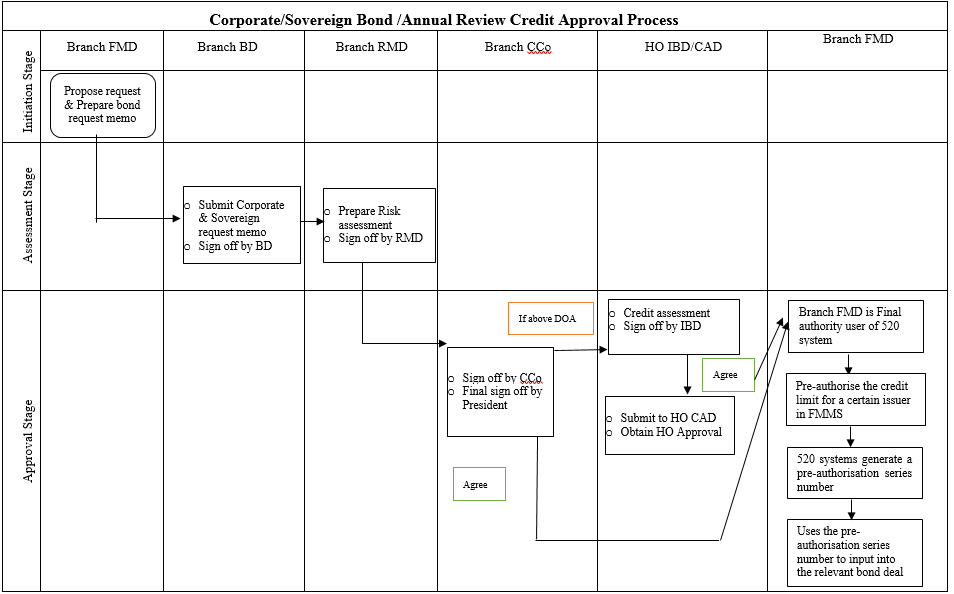 Corporate/Sovereign Bond /Annual Review Credit Approval Process
Branch FMD
Branch BD
Branch RMD
Branch CCo
HO IBD/CAD
Branch FMD
Initiation Stage
Propose request
& Prepare bond
request memo
Assessment Stage
o Submit Corporate
& Sovereign
request memo
o Sign off by BD
o Prepare Risk
assessment
o Sign off by RMD
Approval Stage
If above DOA
o Sign off by CCo
o Final sign off by
President
Agree
o Credit assessment
o Sign off by IBD
Agree
o Submit to HO CAD
o Obtain HO Approval
Branch FMD is Final
authority user of 520
system
Pre-authorise the credit
limit for a certain issuer
in FMMS
520 systems generate a
pre-authorisation series
number
Uses the pre-
authorisation series
number to input into
the relevant bond deal